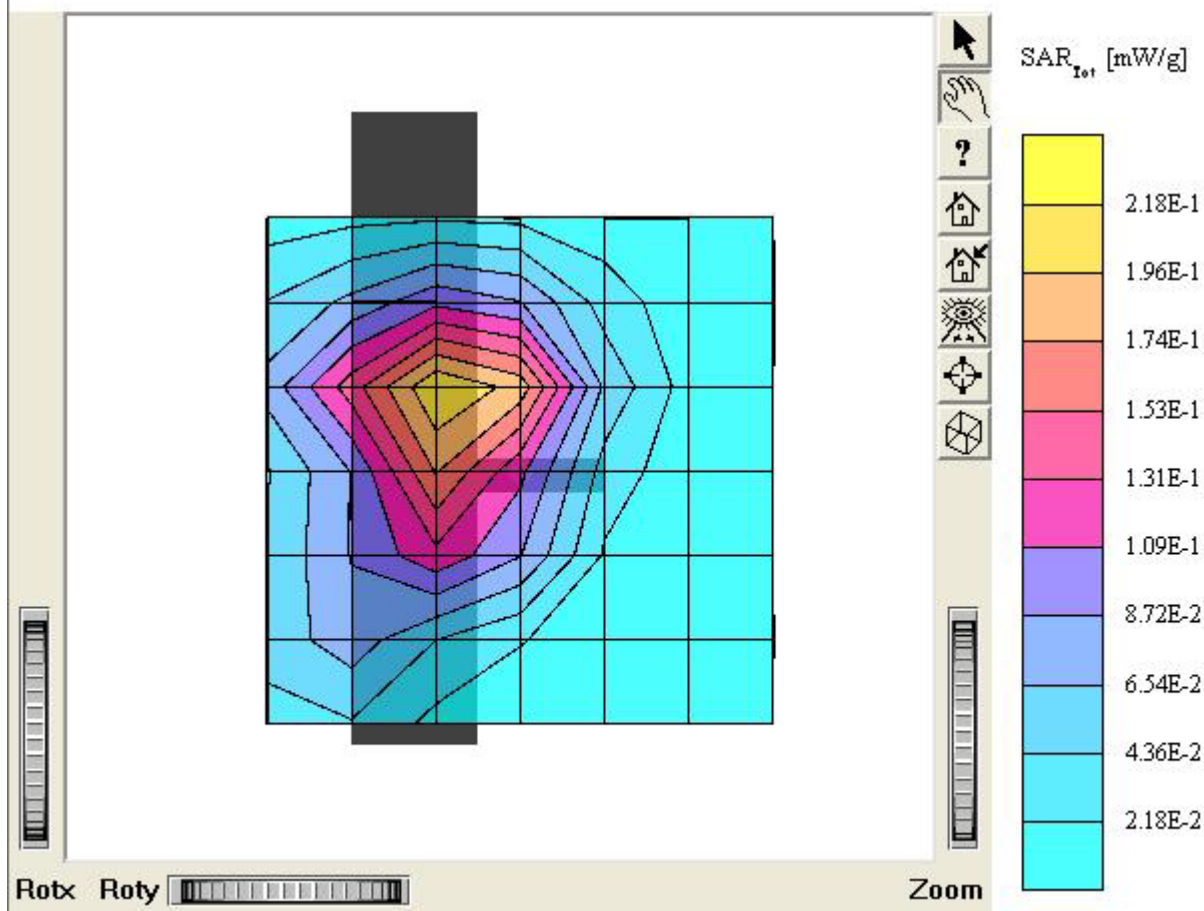 SAR_Tot [mW/g]
?
2.18E-1
1.96E-1
1.74E-1
1.53E-1
1.31E-1
1.09E-1
8.72E-2
6.54E-2
4.36E-2
2.18E-2
Rotx Roty Zoom